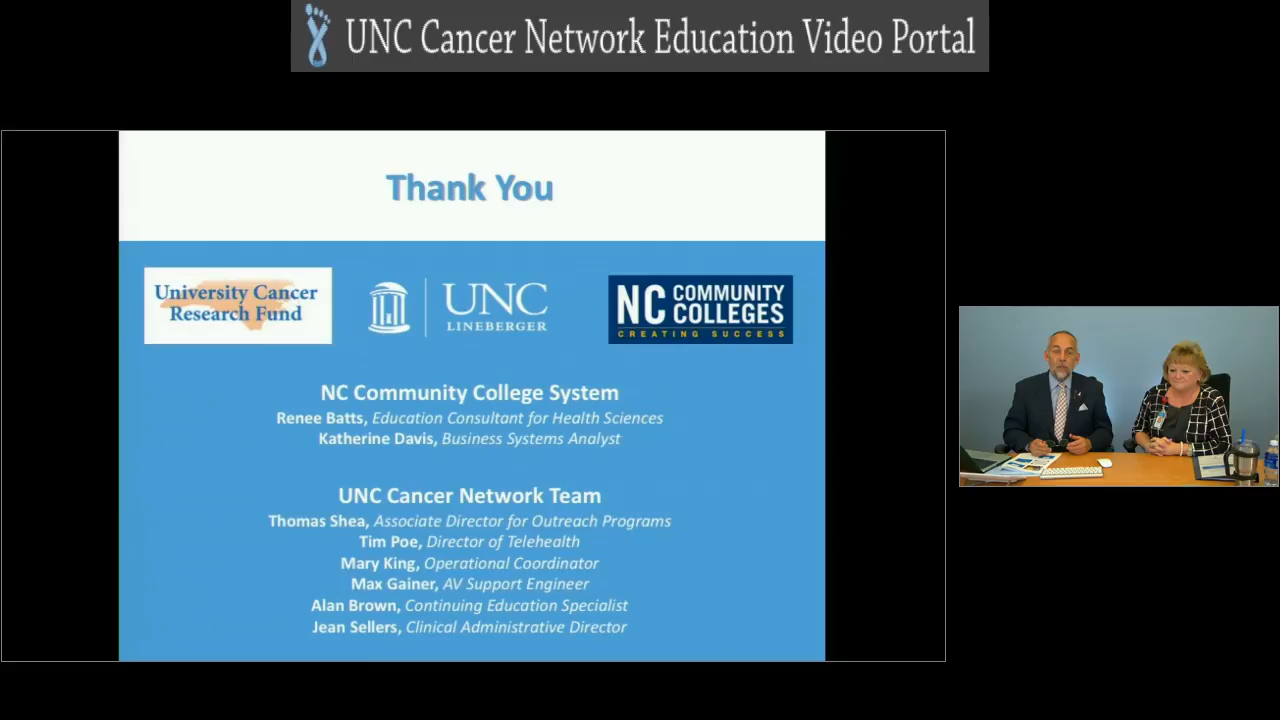 UNC Cancer Network Education Video Portal
Thank You
University Cancer
Research Fund
UNC
LINEBERGER
NC COMMUNITY
COLLEGES
CREATING SUCCESS
NC Community College System
Renee Batts, Education Consultant for Health Sciences
Katherine Davis, Business Systems Analyst
UNC Cancer Network Team
Thomas Shea, Associate Director for Outreach Programs
Tim Poe, Director of Telehealth
Mary King, Operational Coordinator
Max Gainer, AV Support Engineer
Alan Brown, Continuing Education Specialist
Jean Sellers, Clinical Administrative Director